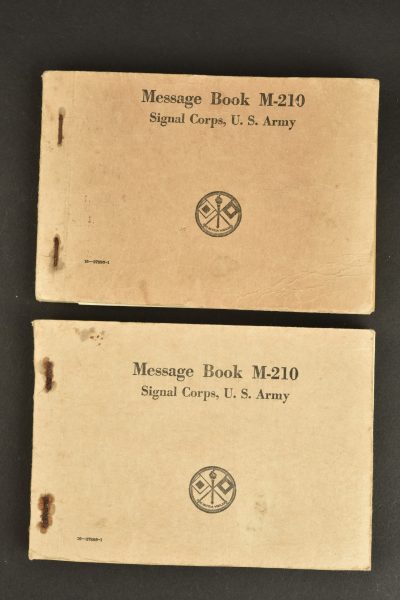 Message Book M-210
Signal Corps, U. S. Army
Message Book M-210
Signal Corps, U. S. Army